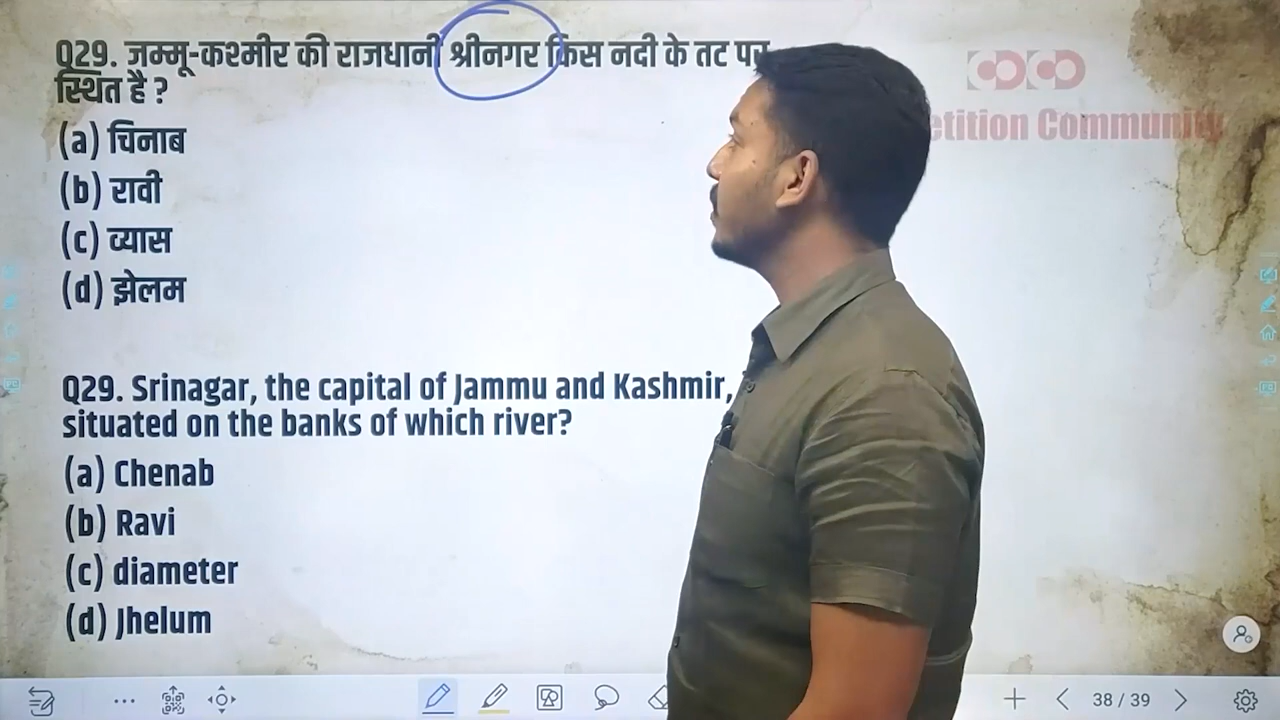 Q29. जम्मू-कश्मीर की राजधानी श्रीनगर किस नदी के तट पर
स्थित है ?
(a) चिनाब
(b) रावी
(c) व्यास
(d) झेलम
etition Community
Q29. Srinagar, the capital of Jammu and Kashmir,
situated on the banks of which river?
(a) Chenab
(b) Ravi
(c) diameter
(d) Jhelum
38 / 39